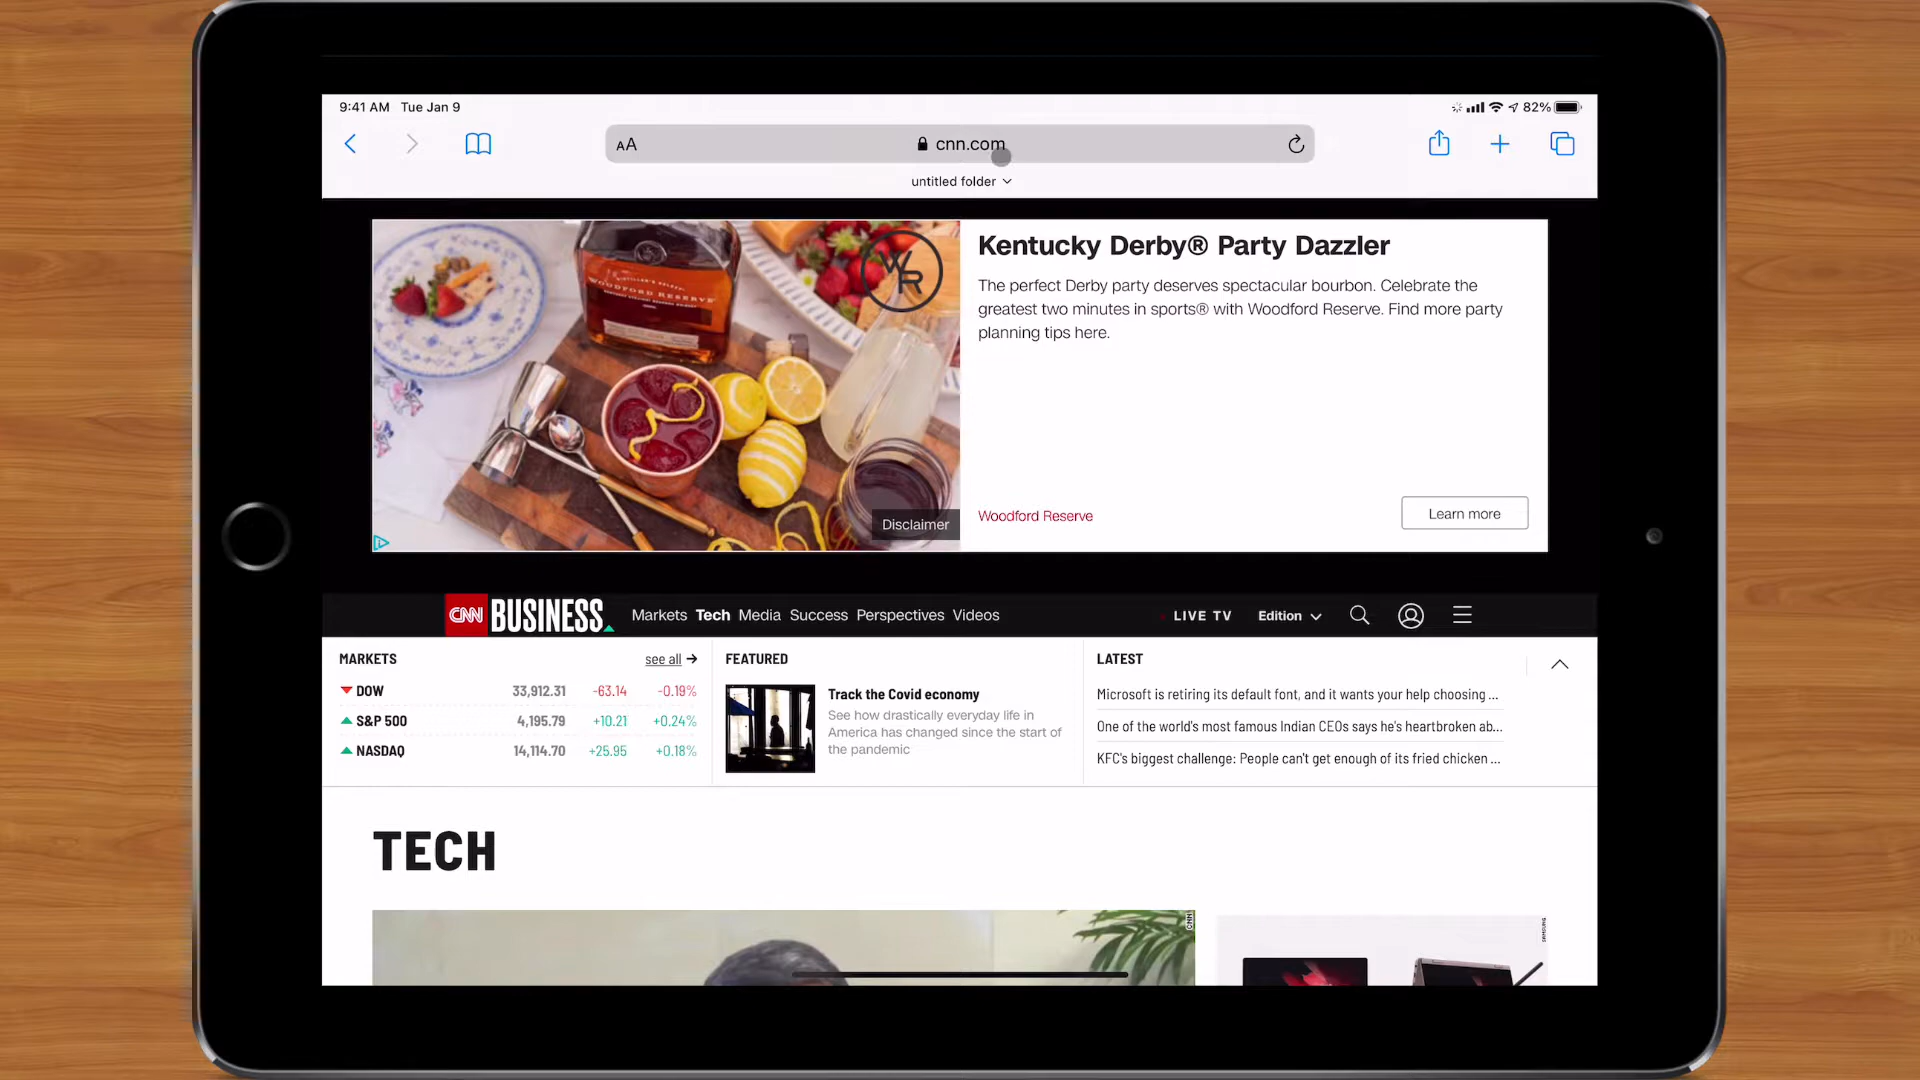 9:41 AM Tue Jan 9
82%
AA
cnn.com
untitled folder
WOODFORD RESERVE
WR
Disclaimer
Kentucky Derby® Party Dazzler
The perfect Derby party deserves spectacular bourbon. Celebrate the
greatest two minutes in sports® with Woodford Reserve. Find more party
planning tips here.
Woodford Reserve
Learn more
CNN BUSINESS Markets Tech Media Success Perspectives Videos
LIVE TV Edition
MARKETS see all
DOW 33,912.31 -63.14 -0.19%
S&P 500 4,195.79 +10.21 +0.24%
NASDAQ 14,114.70 +25.95 +0.18%
FEATURED
Track the Covid economy
See how drastically everyday life in
America has changed since the start of
the pandemic
LATEST
Microsoft is retiring its default font, and it wants your help choosing ...
One of the world's most famous Indian CEOs says he's heartbroken ab...
KFC's biggest challenge: People can't get enough of its fried chicken ...
TECH
CNN
SAMSUNG